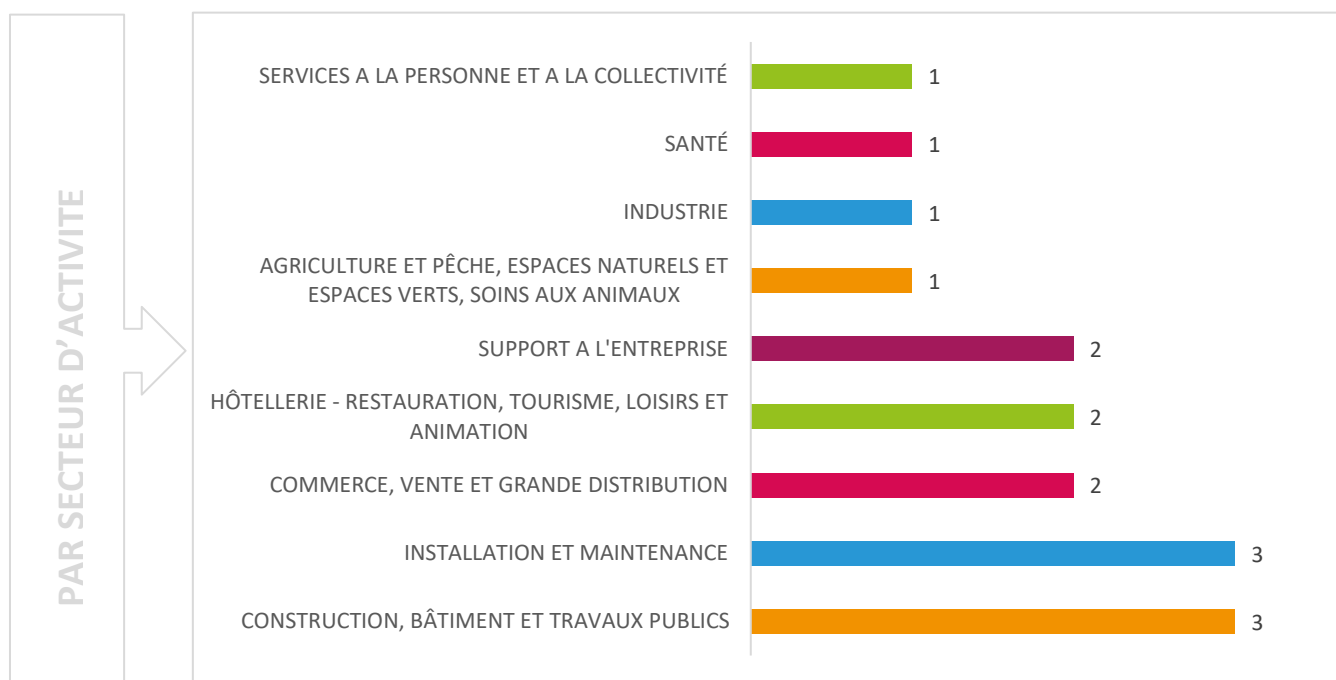 PAR SECTEUR D'ACTIVITE
SERVICES A LA PERSONNE ET A LA COLLECTIVITÉ 1
SANTÉ 1
INDUSTRIE 1
AGRICULTURE ET PÊCHE, ESPACES NATURELS ET
ESPACES VERTS, SOINS AUX ANIMAUX 1
SUPPORT A L'ENTREPRISE 2
HÔTELLERIE - RESTAURATION, TOURISME, LOISIRS ET
ANIMATION 2
COMMERCE, VENTE ET GRANDE DISTRIBUTION 2
INSTALLATION ET MAINTENANCE 3
CONSTRUCTION, BÂTIMENT ET TRAVAUX PUBLICS 3